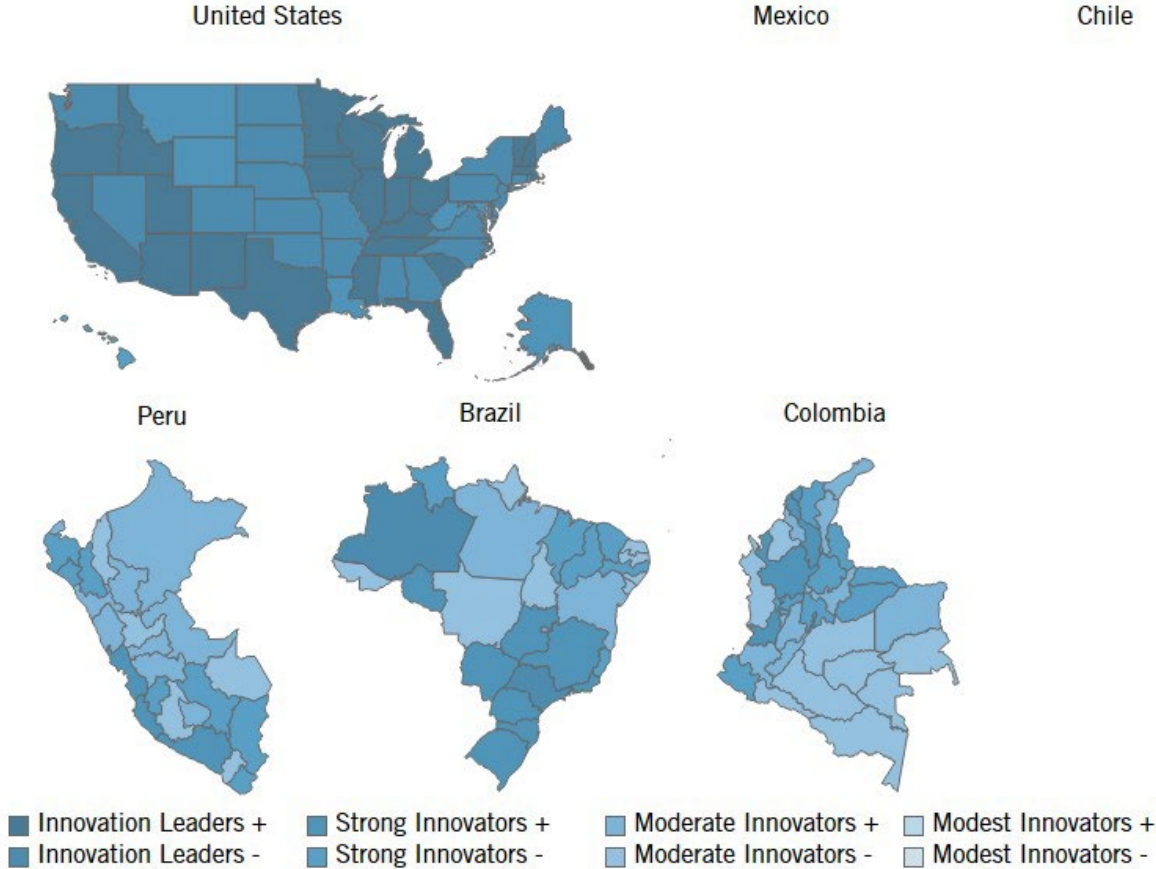 United States Mexico Chile
Peru Brazil Colombia
Innovation Leaders + Strong Innovators + Moderate Innovators + Modest Innovators +
Innovation Leaders - Strong Innovators - Moderate Innovators - Modest Innovators -